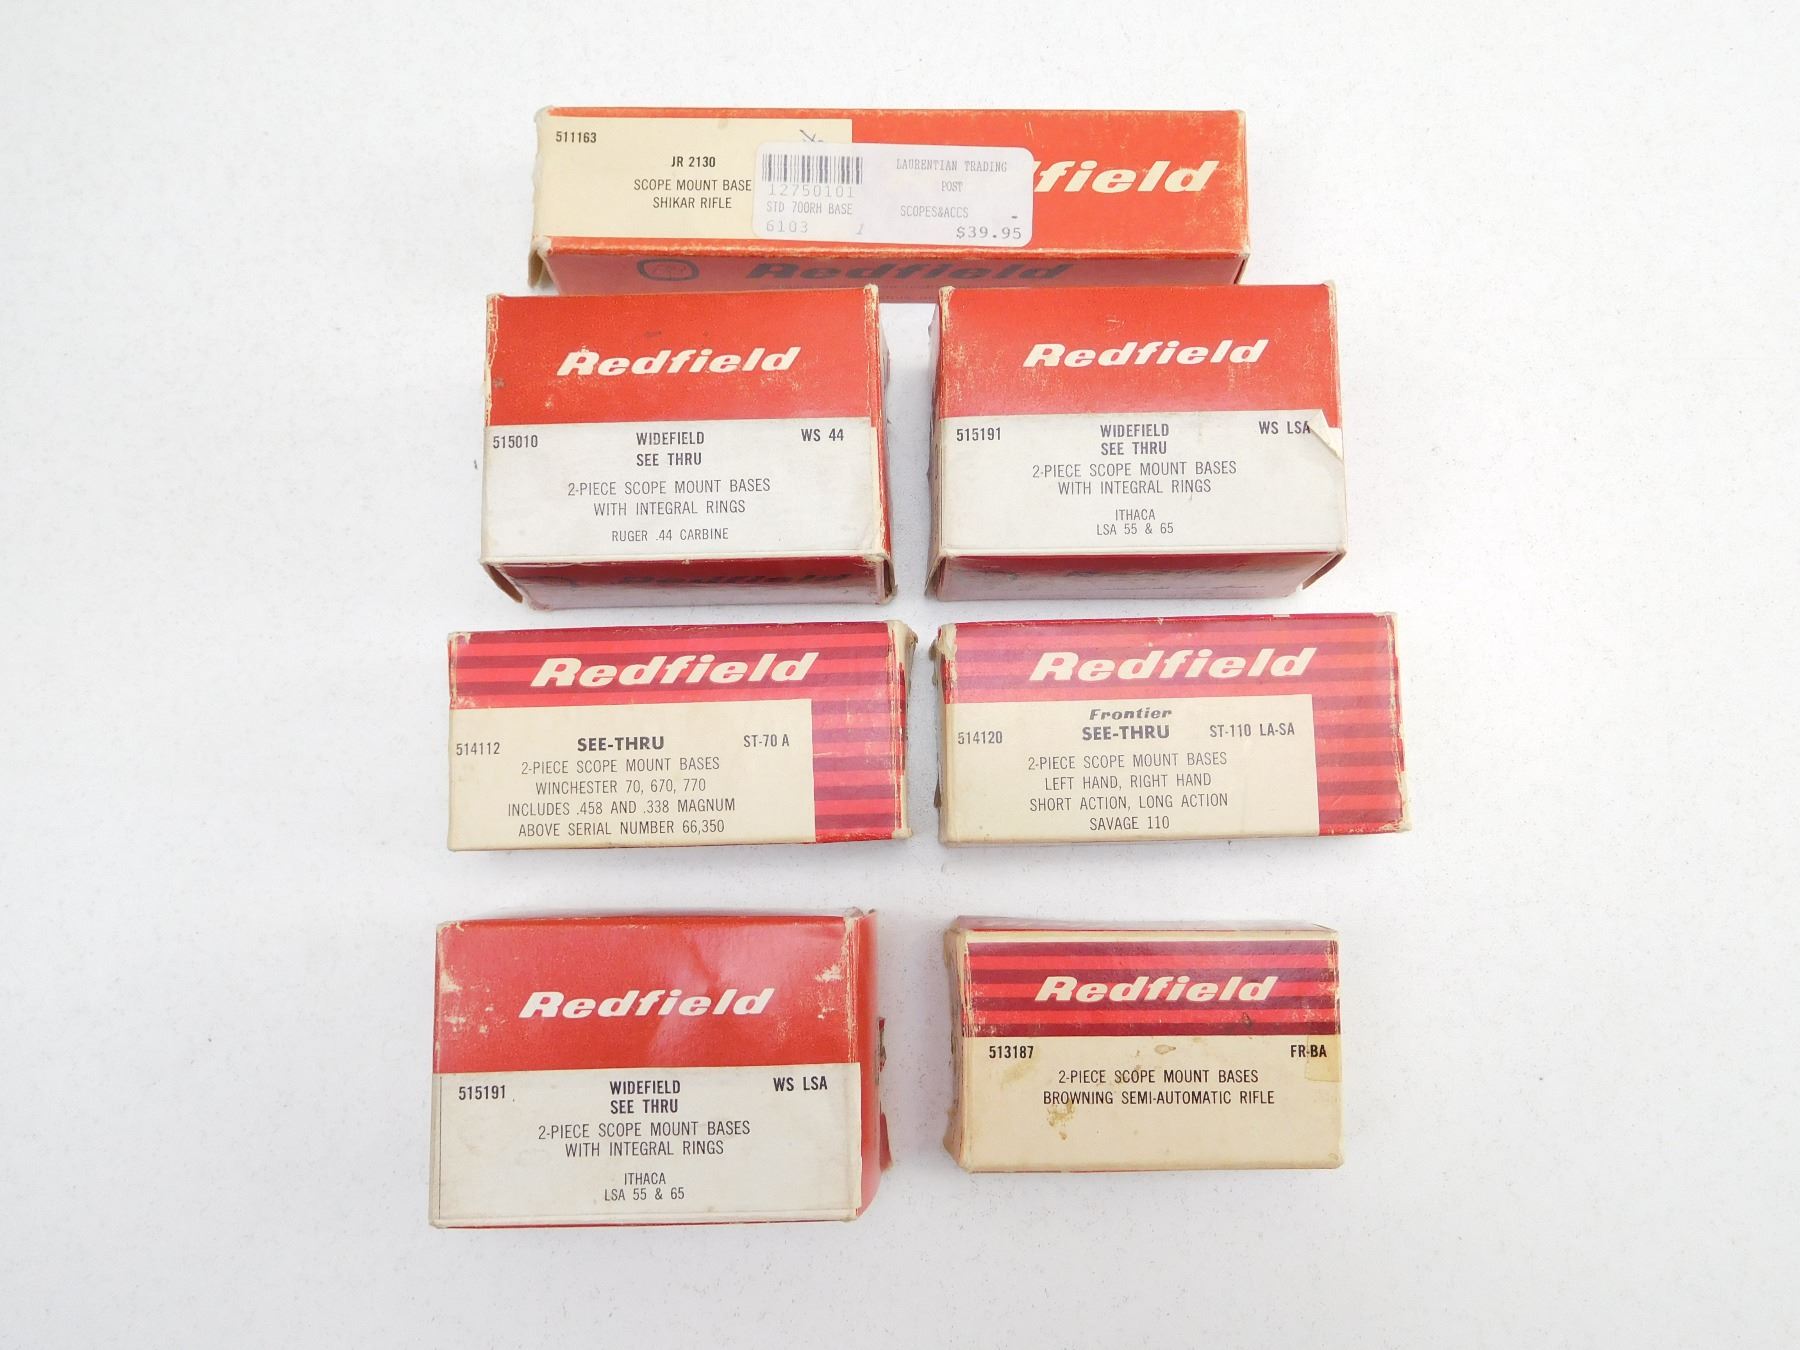 511163
JR 2130
SCOPE MOUNT BASE
SHIKAR RIFLE
12750101
STD 700RH BASE
6103 1
LAURENTIAN TRADING
POST
SCOPES&ACCS -
$39.95
field
Redfield
Redfield
515010 WIDEFIELD WS 44
SEE THRU
2-PIECE SCOPE MOUNT BASES
WITH INTEGRAL RINGS
RUGER .44 CARBINE
Redfield
Redfield
515191 WIDEFIELD WS LSA
SEE THRU
2-PIECE SCOPE MOUNT BASES
WITH INTEGRAL RINGS
ITHACA
LSA 55 & 65
Redfield
514112 SEE-THRU ST-70 A
2-PIECE SCOPE MOUNT BASES
WINCHESTER 70, 670, 770
INCLUDES .458 AND .338 MAGNUM
ABOVE SERIAL NUMBER 66,350
Redfield
Frontier
514120 SEE-THRU ST-110 LA-SA
2-PIECE SCOPE MOUNT BASES
LEFT HAND, RIGHT HAND
SHORT ACTION, LONG ACTION
SAVAGE 110
Redfield
515191 WIDEFIELD WS LSA
SEE THRU
2-PIECE SCOPE MOUNT BASES
WITH INTEGRAL RINGS
ITHACA
LSA 55 & 65
Redfield
513187 FR-BA
2-PIECE SCOPE MOUNT BASES
BROWNING SEMI-AUTOMATIC RIFLE